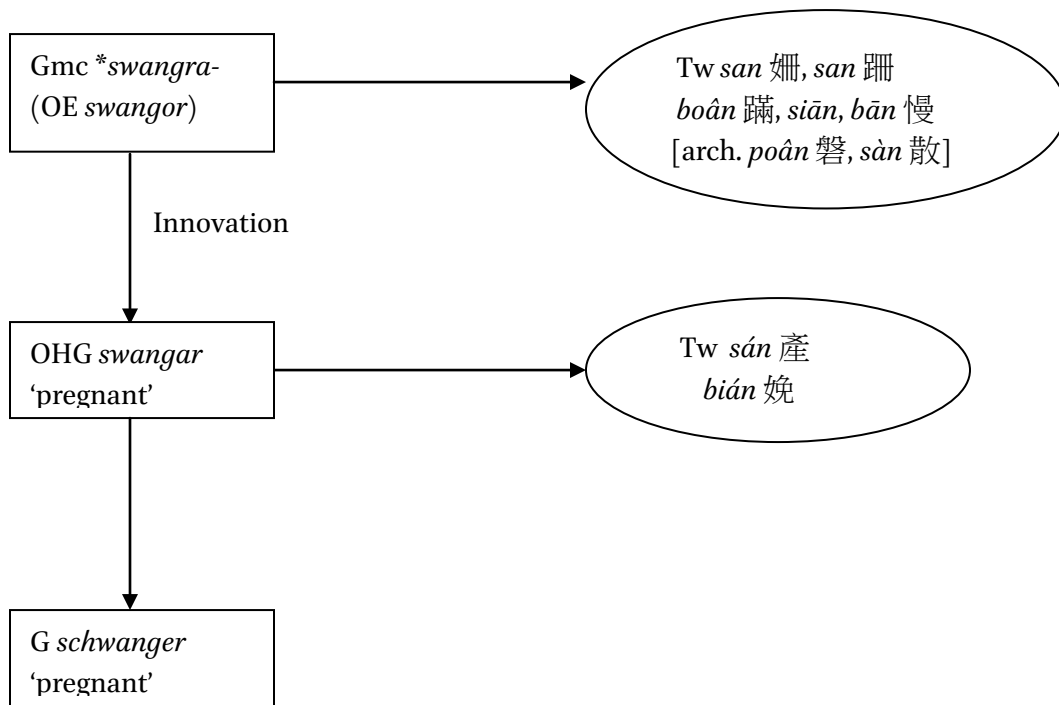 Gmc *swangra-
(OE swangor)
Tw san 姍, san 跚
boân 蹣, siān, bān 慢
[arch. poân 磐, sàn 散]
Innovation
OHG swangar
‘pregnant’
Tw sán 產
bián 娩
G schwanger
‘pregnant’